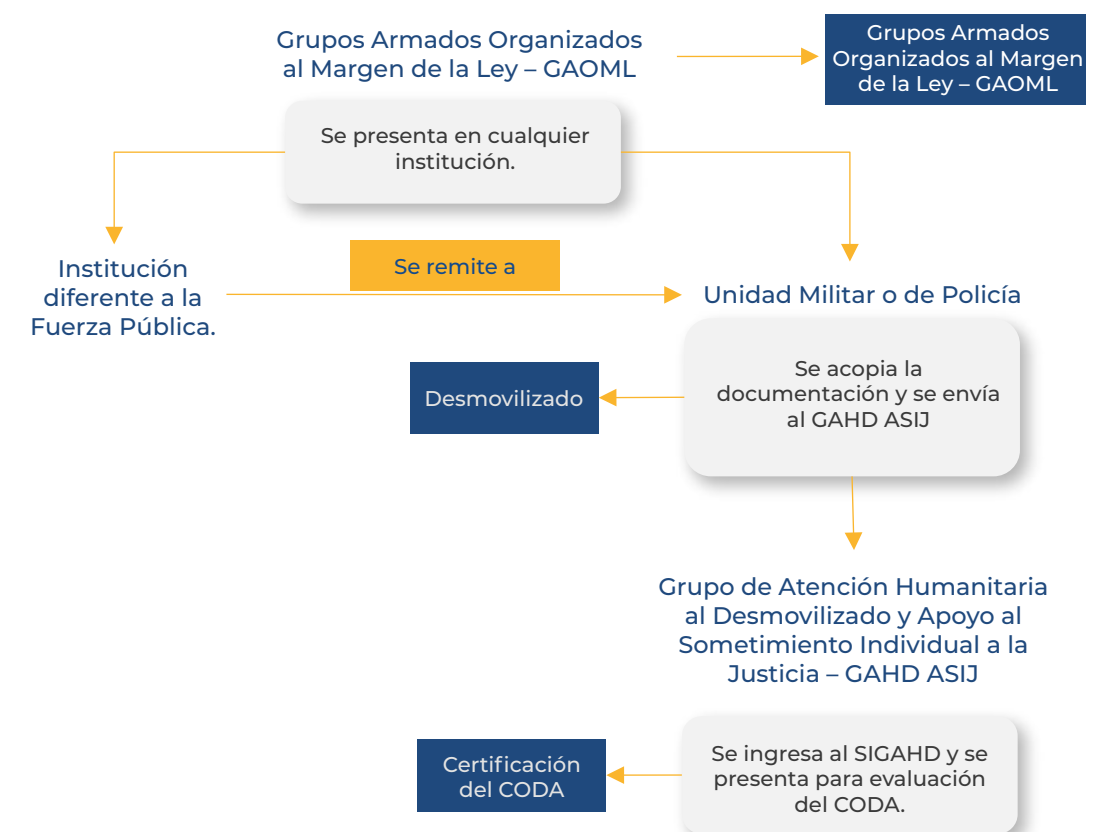 Grupos Armados Organizados
al Margen de la Ley – GAOML
Grupos Armados
Organizados al Margen
de la Ley – GAOML
Se presenta en cualquier
institución.
Institución
diferente a la
Fuerza Pública.
Se remite a
Unidad Militar o de Policía
Se acopia la
documentación y se envía
al GAHD ASIJ
Desmovilizado
Grupo de Atención Humanitaria
al Desmovilizado y Apoyo al
Sometimiento Individual a la
Justicia – GAHD ASIJ
Se ingresa al SIGAHD y se
presenta para evaluación
del CODA.
Certificación
del CODA